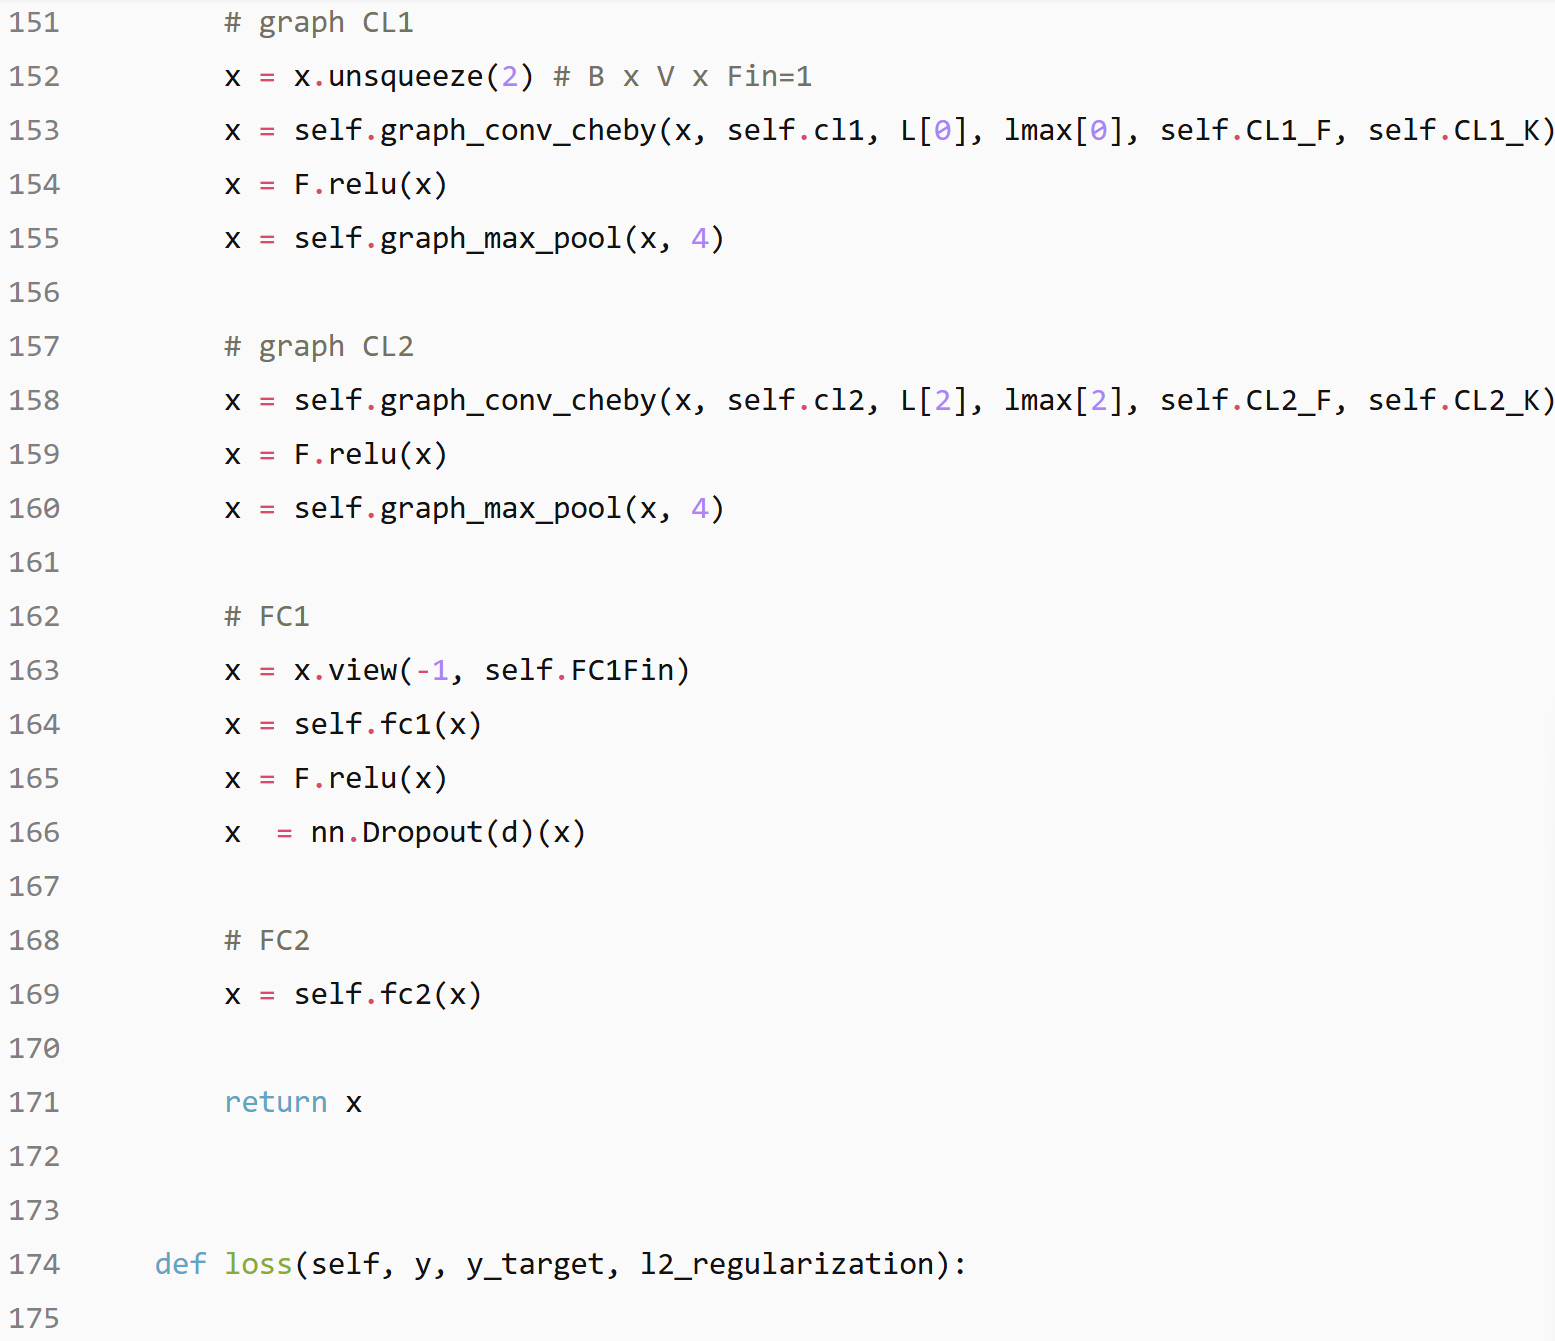 151 # graph CL1
152 x = x.unsqueeze(2) # B x V x Fin=1
153 x = self.graph_conv_cheby(x, self.cl1, L[0], lmax[0], self.CL1_F, self.CL1_K)
154 x = F.relu(x)
155 x = self.graph_max_pool(x, 4)
156
157 # graph CL2
158 x = self.graph_conv_cheby(x, self.cl2, L[2], lmax[2], self.CL2_F, self.CL2_K)
159 x = F.relu(x)
160 x = self.graph_max_pool(x, 4)
161
162 # FC1
163 x = x.view(-1, self.FC1Fin)
164 x = self.fc1(x)
165 x = F.relu(x)
166 x  = nn.Dropout(d)(x)
167
168 # FC2
169 x = self.fc2(x)
170
171 return x
172
173
174 def loss(self, y, y_target, l2_regularization):
175